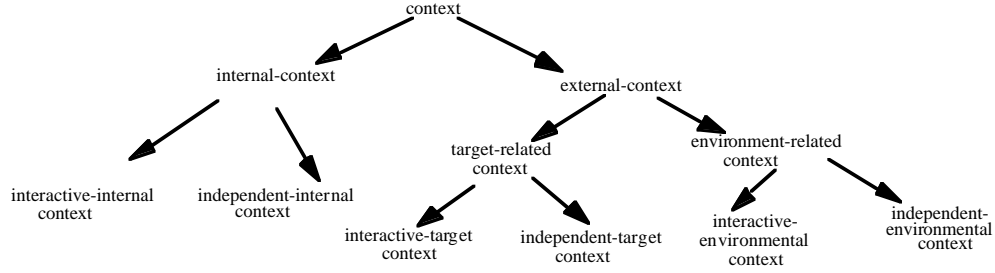 context
internal-context
external-context
target-related
context
environment-related
context
interactive-internal
context
independent-internal
context
interactive-target
context
independent-target
context
interactive-
environmental
context
independent-
environmental
context